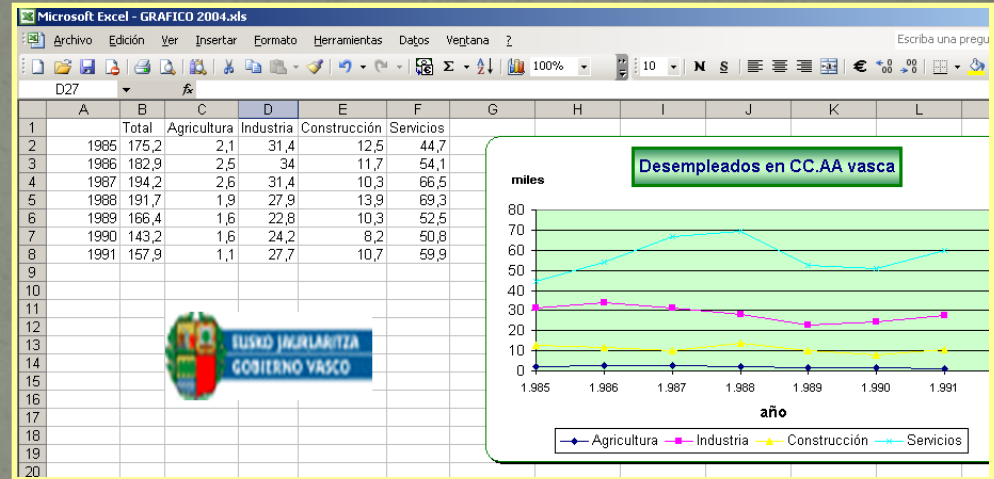 Microsoft Excel - GRAFICO 2004.xls
Archivo Edición Ver Insertar Formato Herramientas Datos Ventana ? Escriba una pregu
100% 10 N S €
D27 fx
A B C D E F G H I J K L
1 Total Agricultura Industria Construcción Servicios
2 1985 175,2 2,1 31,4 12,5 44,7
3 1986 182,9 2,5 34 11,7 54,1
4 1987 194,2 2,6 31,4 10,3 66,5
5 1988 191,7 1,9 27,9 13,9 69,3
6 1989 166,4 1,6 22,8 10,3 52,5
7 1990 143,2 1,6 24,2 8,2 50,8
8 1991 157,9 1,1 27,7 10,7 59,9
9
10
11
12
13
14
15
16
17
18
19
20
EUSKO JAURLARITZA
GOBIERNO VASCO
Desempleados en CC.AA vasca
miles
80
70
60
50
40
30
20
10
0
1.985 1.986 1.987 1.988 1.989 1.990 1.991
año
Agricultura Industria Construcción Servicios